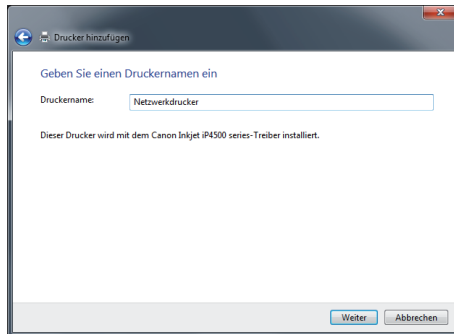 Drucker hinzufügen
Geben Sie einen Druckernamen ein
Druckername: Netzwerkdrucker
Dieser Drucker wird mit dem Canon Inkjet iP4500 series-Treiber installiert.
Weiter Abbrechen